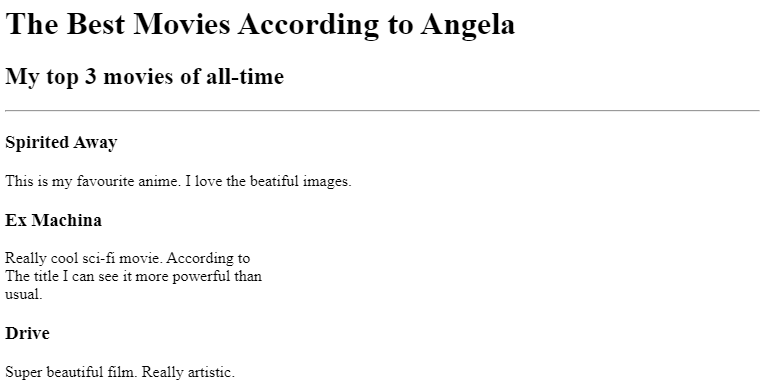 The Best Movies According to Angela
My top 3 movies of all-time
Spirited Away
This is my favourite anime. I love the beatiful images.
Ex Machina
Really cool sci-fi movie. According to
The title I can see it more powerful than
usual.
Drive
Super beautiful film. Really artistic.